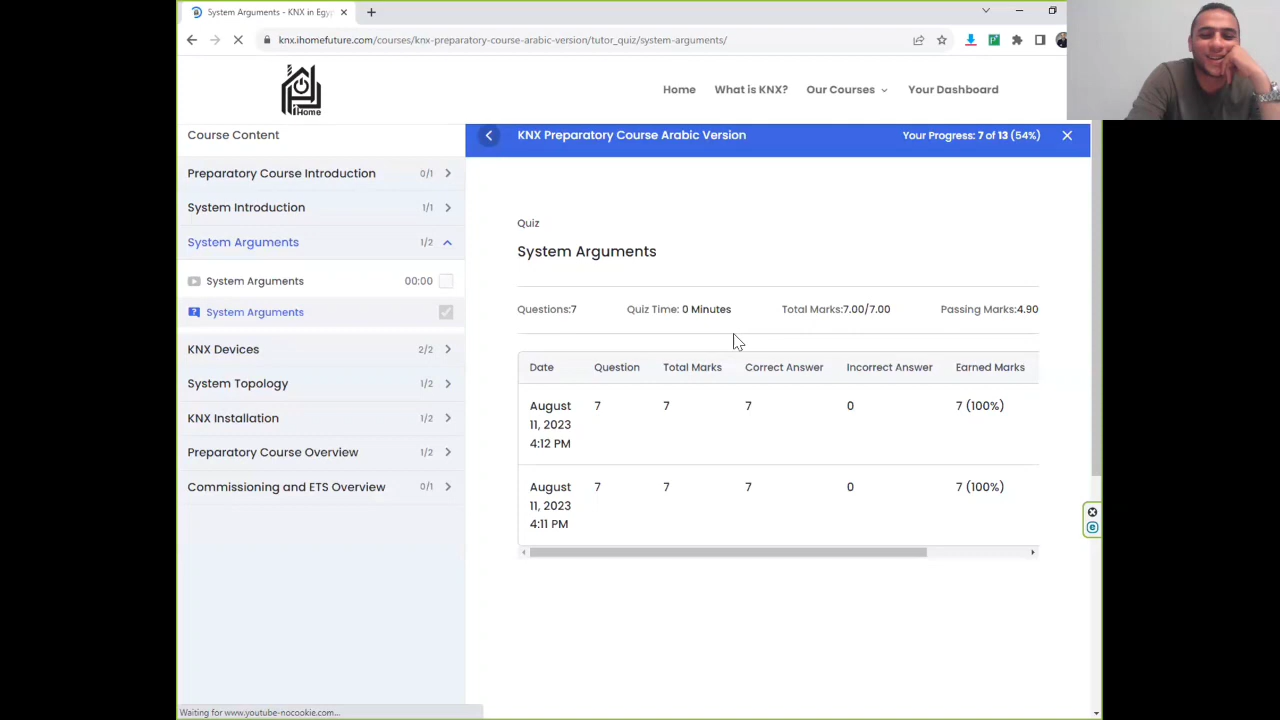 System Arguments - KNX in Egy
knx.ihomefuture.com/courses/knx-preparatory-course-arabic-version/tutor_quiz/system-arguments/
iHome
Home What is KNX? Our Courses Your Dashboard
Course Content
KNX Preparatory Course Arabic Version Your Progress: 7 of 13 (54%)
Preparatory Course Introduction 0/1
System Introduction 1/1
System Arguments 1/2
System Arguments 00:00
System Arguments
KNX Devices 2/2
System Topology 1/2
KNX Installation 1/2
Preparatory Course Overview 1/2
Commissioning and ETS Overview 0/1
Quiz
System Arguments
Questions:7 Quiz Time: 0 Minutes Total Marks:7.00/7.00 Passing Marks:4.90
Date Question Total Marks Correct Answer Incorrect Answer Earned Marks
August 7 7 7 0 7 (100%)
11, 2023
4:12 PM
August 7 7 7 0 7 (100%)
11, 2023
4:11 PM
Waiting for www.youtube-nocookie.com...